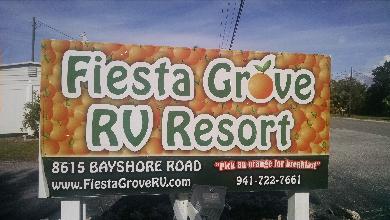 Fiesta Grove
RV Resort
8615 BAYSHORE ROAD "Pick an orange for breakfast"
www.FiestaGroveRV.com 941-722-7661